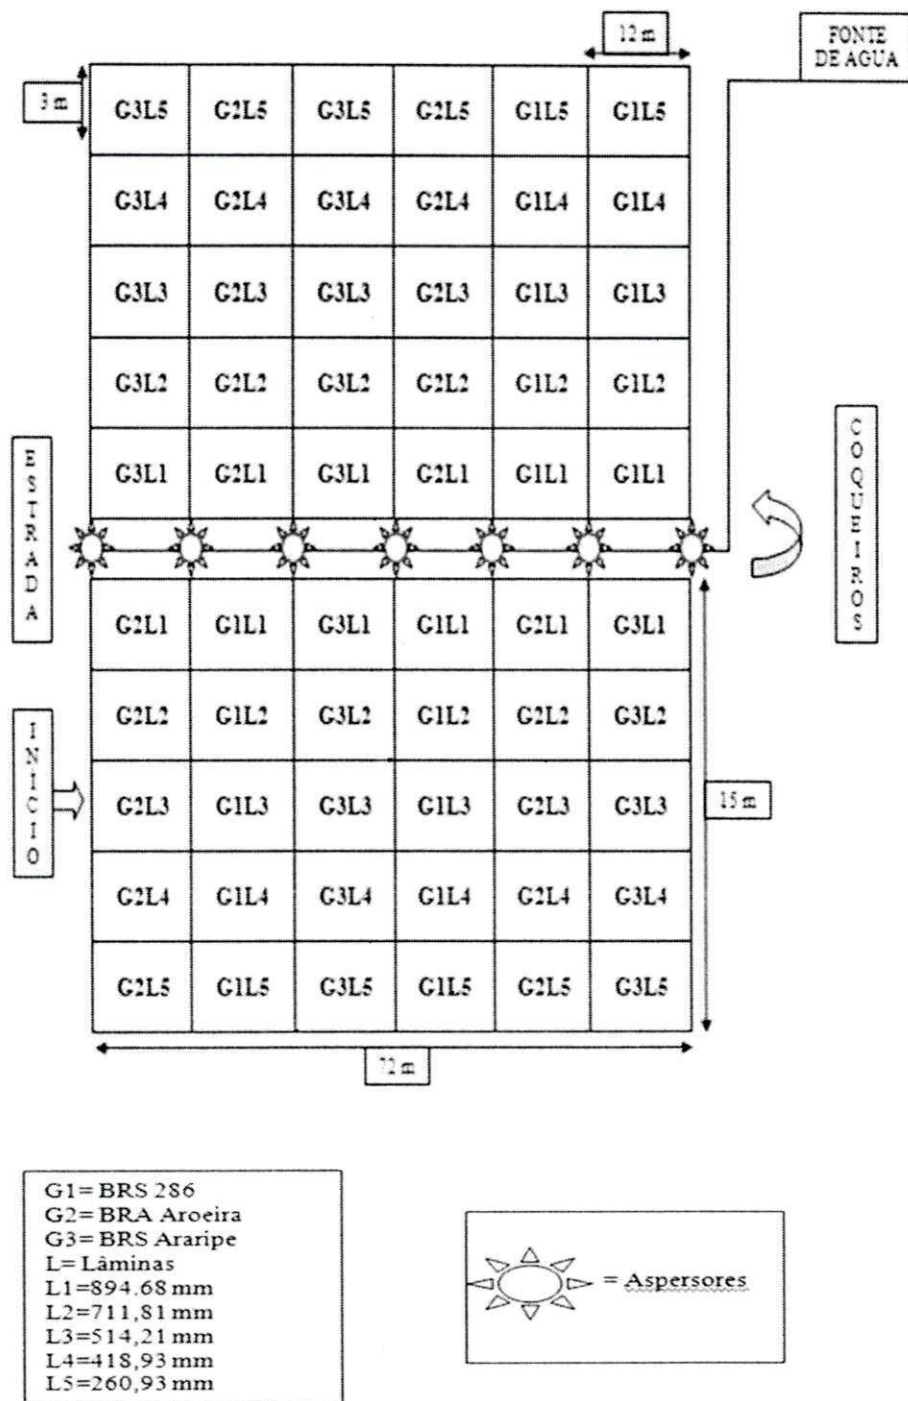 12 m
FONTE
DE AGUA
3 m
G3L5 G2L5 G3L5 G2L5 G1L5 G1L5
G3L4 G2L4 G3L4 G2L4 G1L4 G1L4
G3L3 G2L3 G3L3 G2L3 G1L3 G1L3
G3L2 G2L2 G3L2 G2L2 G1L2 G1L2
G3L1 G2L1 G3L1 G2L1 G1L1 G1L1
ESTRADA
COQUEIROS
G2L1 G1L1 G3L1 G1L1 G2L1 G3L1
G2L2 G1L2 G3L2 G1L2 G2L2 G3L2
INÍCIO
G2L3 G1L3 G3L3 G1L3 G2L3 G3L3
15 m
G2L4 G1L4 G3L4 G1L4 G2L4 G3L4
G2L5 G1L5 G3L5 G1L5 G2L5 G3L5
72 m
G1= BRS 286
G2= BRA Aroeira
G3= BRS Araripe
L= Lâminas
L1=894.68 mm
L2=711,81 mm
L3=514,21 mm
L4=418,93 mm
L5=260,93 mm
= Aspersores